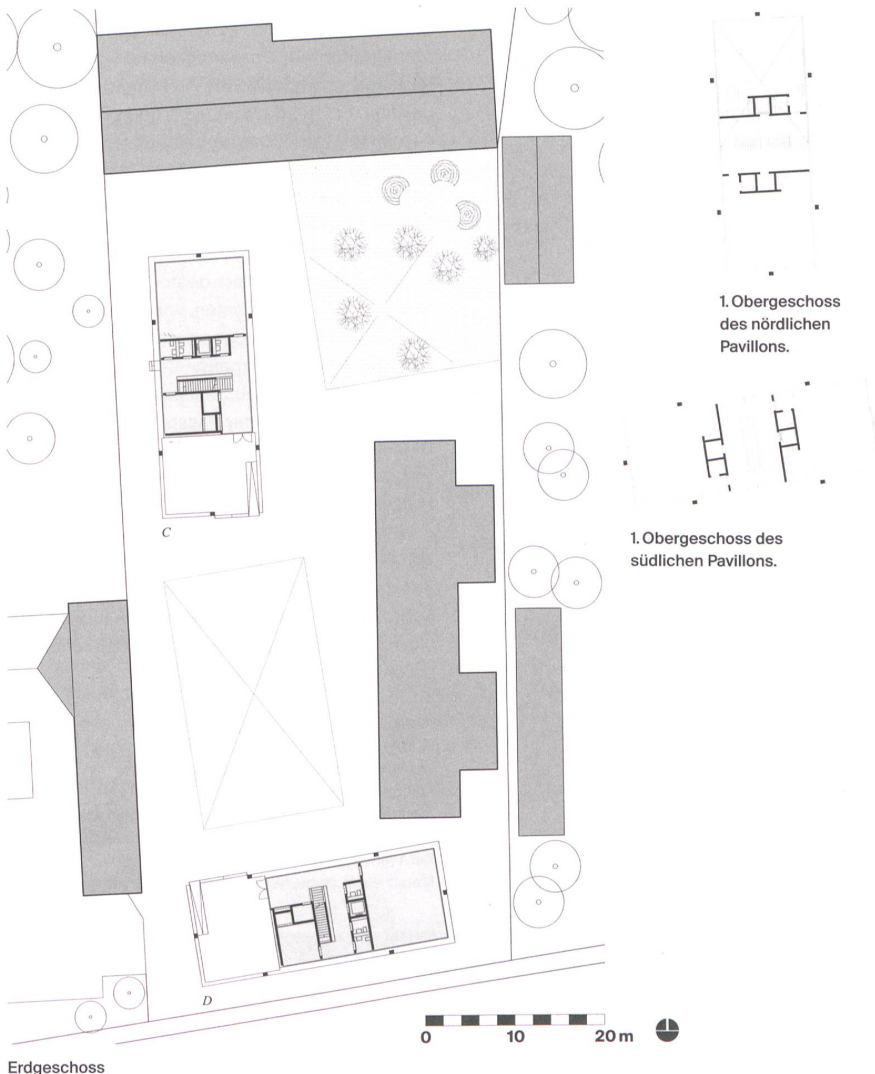 1. Obergeschoss
des nördlichen
Pavillons.
1. Obergeschoss des
südlichen Pavillons.
C
D
0 10 20 m
Erdgeschoss